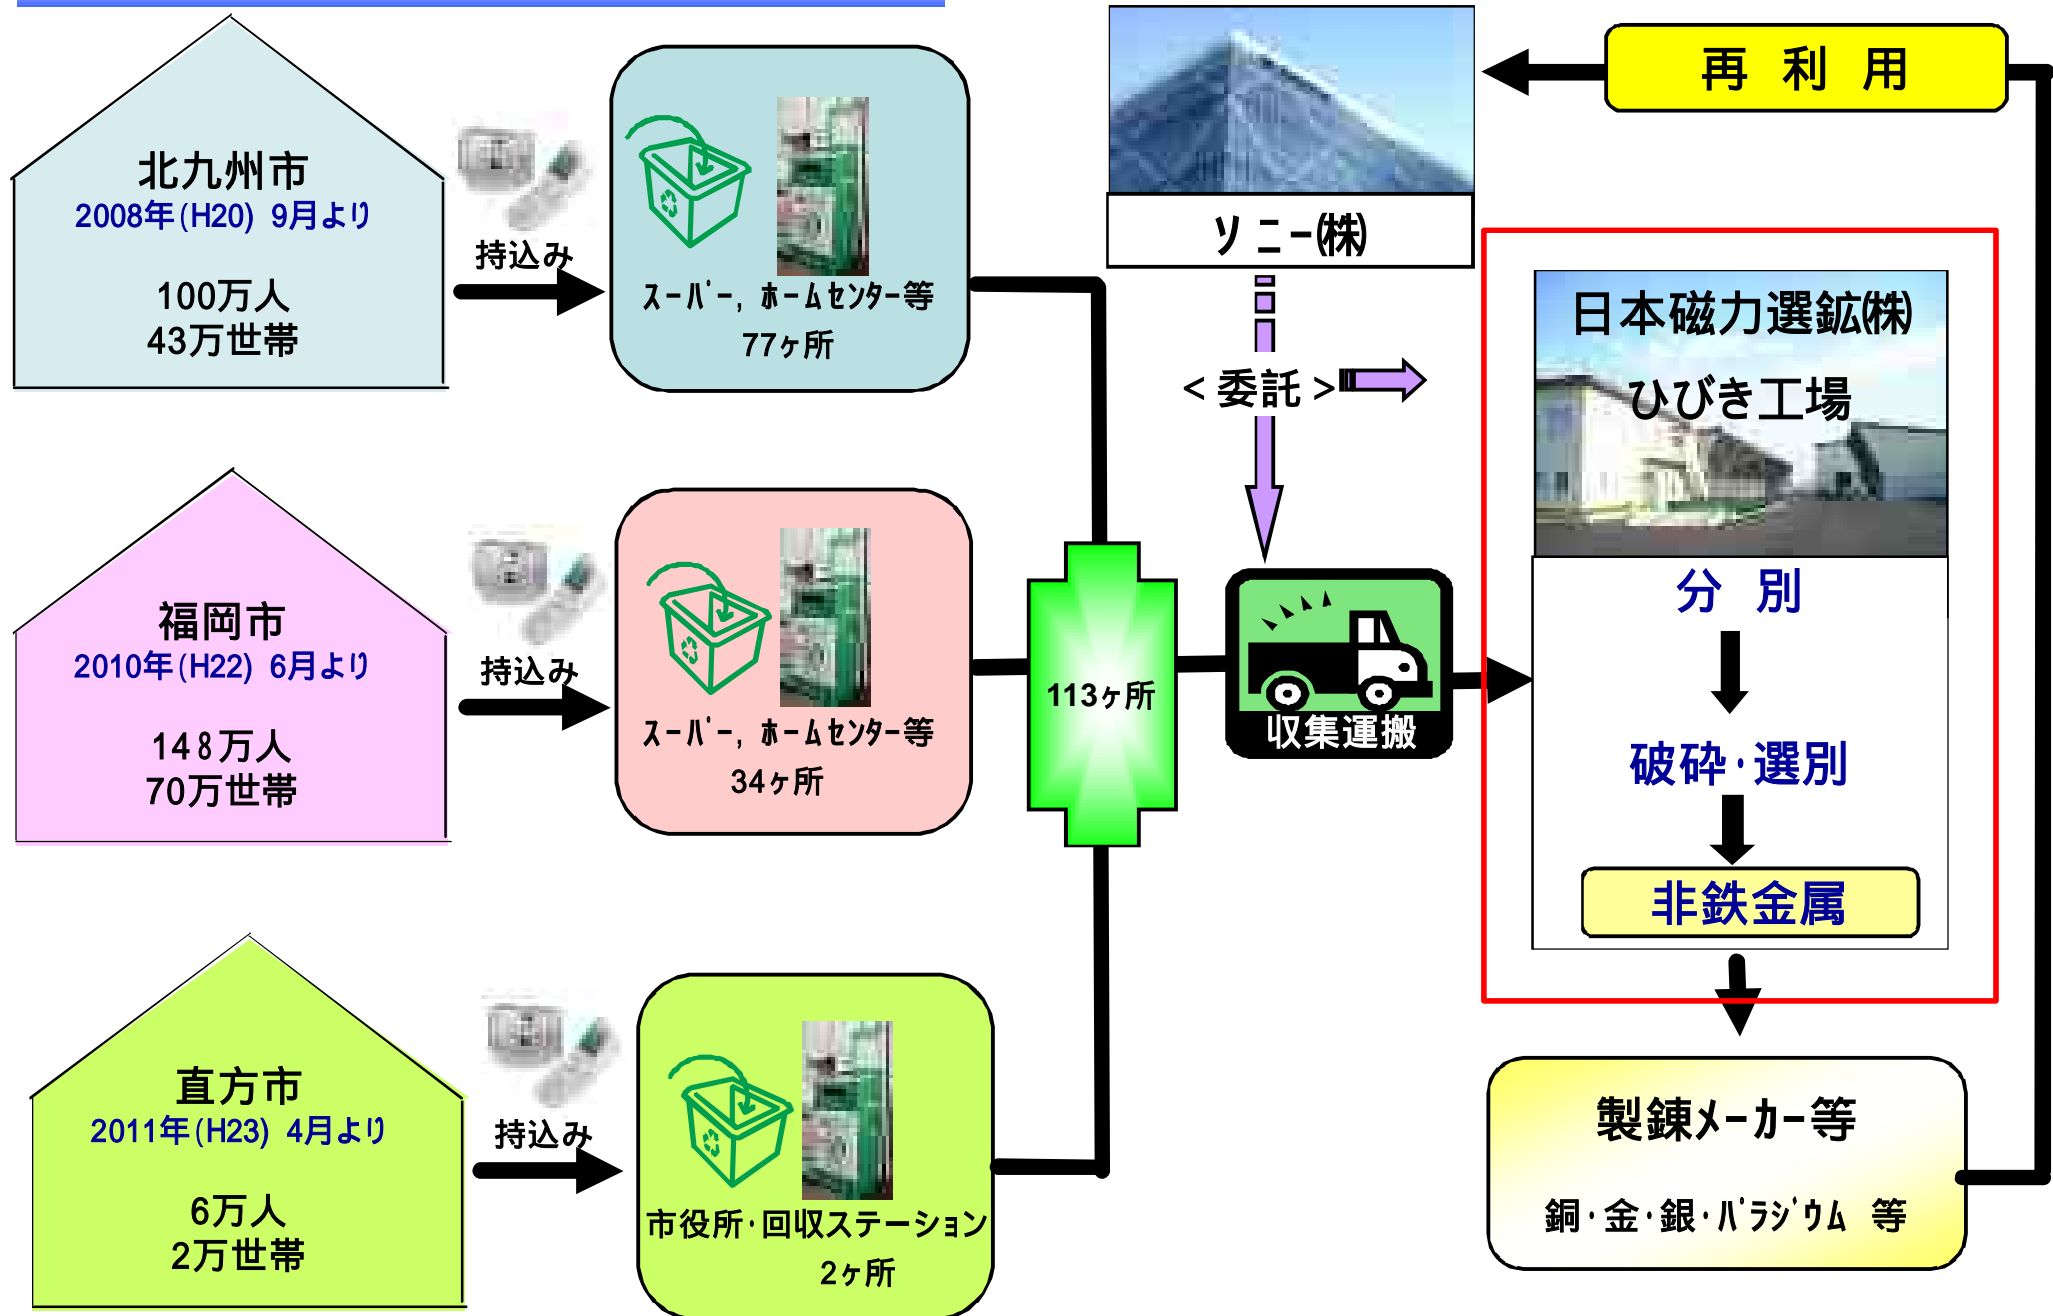 北九州市
2008年(H20) 9月より
100万人
43万世帯
持込み
スーパー, ホームセンター等
77ヶ所
福岡市
2010年(H22) 6月より
148万人
70万世帯
持込み
スーパー, ホームセンター等
34ヶ所
直方市
2011年(H23) 4月より
6万人
2万世帯
持込み
市役所・回収ステーション
2ヶ所
113ヶ所
ソニー(株)
<委託>
収集運搬
再 利 用
日本磁力選鉱(株)
ひびき工場
分 別
破砕・選別
非鉄金属
製錬メーカー等
銅・金・銀・パラジウム 等